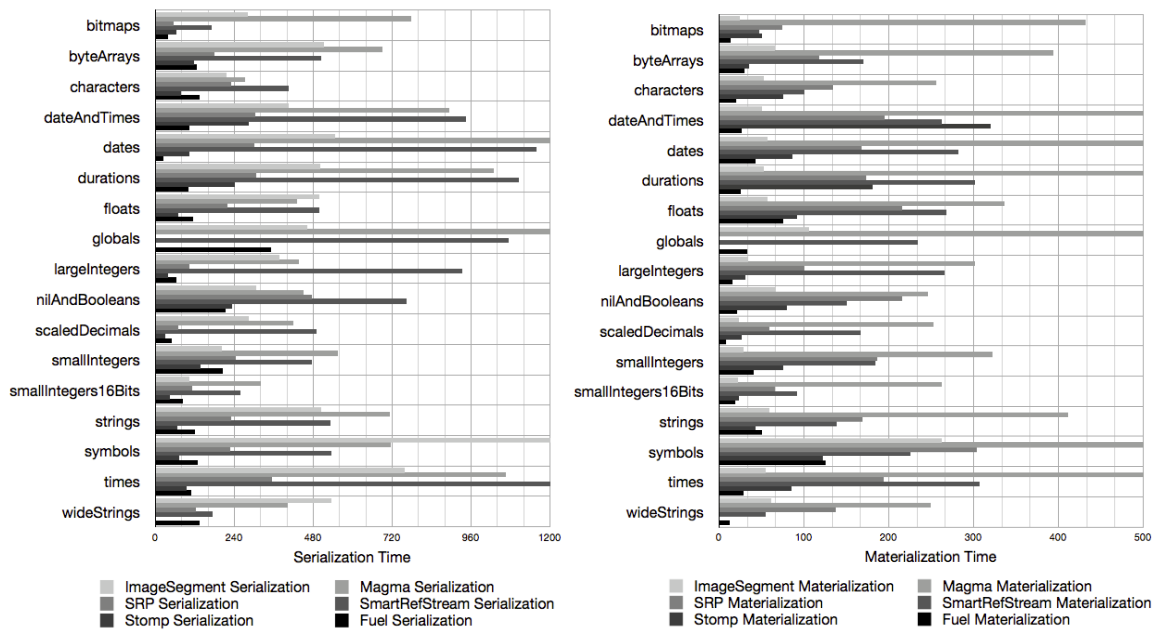 bitmaps
byteArrays
characters
dateAndTimes
dates
durations
floats
globals
largeIntegers
nilAndBooleans
scaledDecimals
smallIntegers
smallIntegers16Bits
strings
symbols
times
wideStrings
0 240 480 720 960 1200
Serialization Time
ImageSegment Serialization Magma Serialization
SRP Serialization SmartRefStream Serialization
Stomp Serialization Fuel Serialization
bitmaps
byteArrays
characters
dateAndTimes
dates
durations
floats
globals
largeIntegers
nilAndBooleans
scaledDecimals
smallIntegers
smallIntegers16Bits
strings
symbols
times
wideStrings
0 100 200 300 400 500
Materialization Time
ImageSegment Materialization Magma Materialization
SRP Materialization SmartRefStream Materialization
Stomp Materialization Fuel Materialization